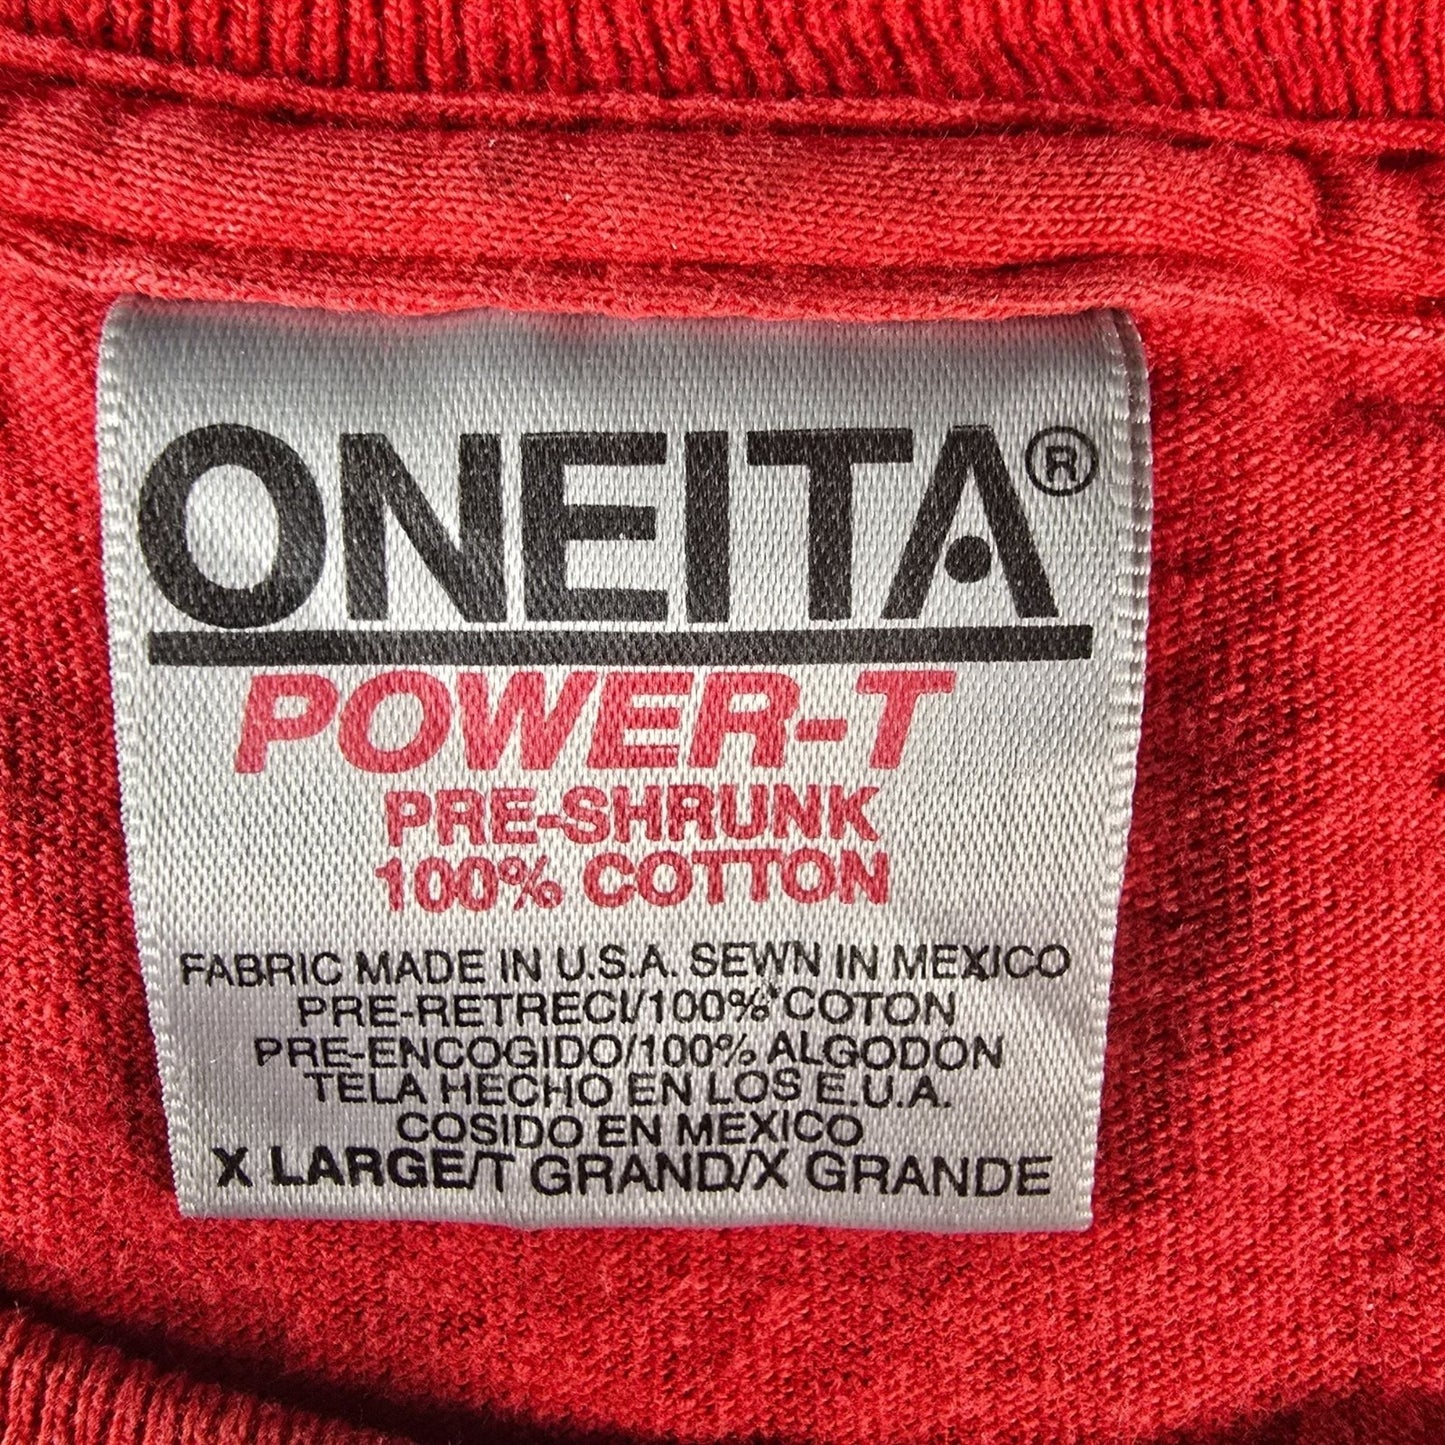 ONEITA®
POWER-T
PRE-SHRUNK
100% COTTON
FABRIC MADE IN U.S.A. SEWN IN MEXICO
PRE-RETRECI/100% COTON
PRE-ENCOGIDO/100% ALGODON
TELA HECHO EN LOS E.U.A.
COSIDO EN MEXICO
X LARGE/T GRAND/X GRANDE